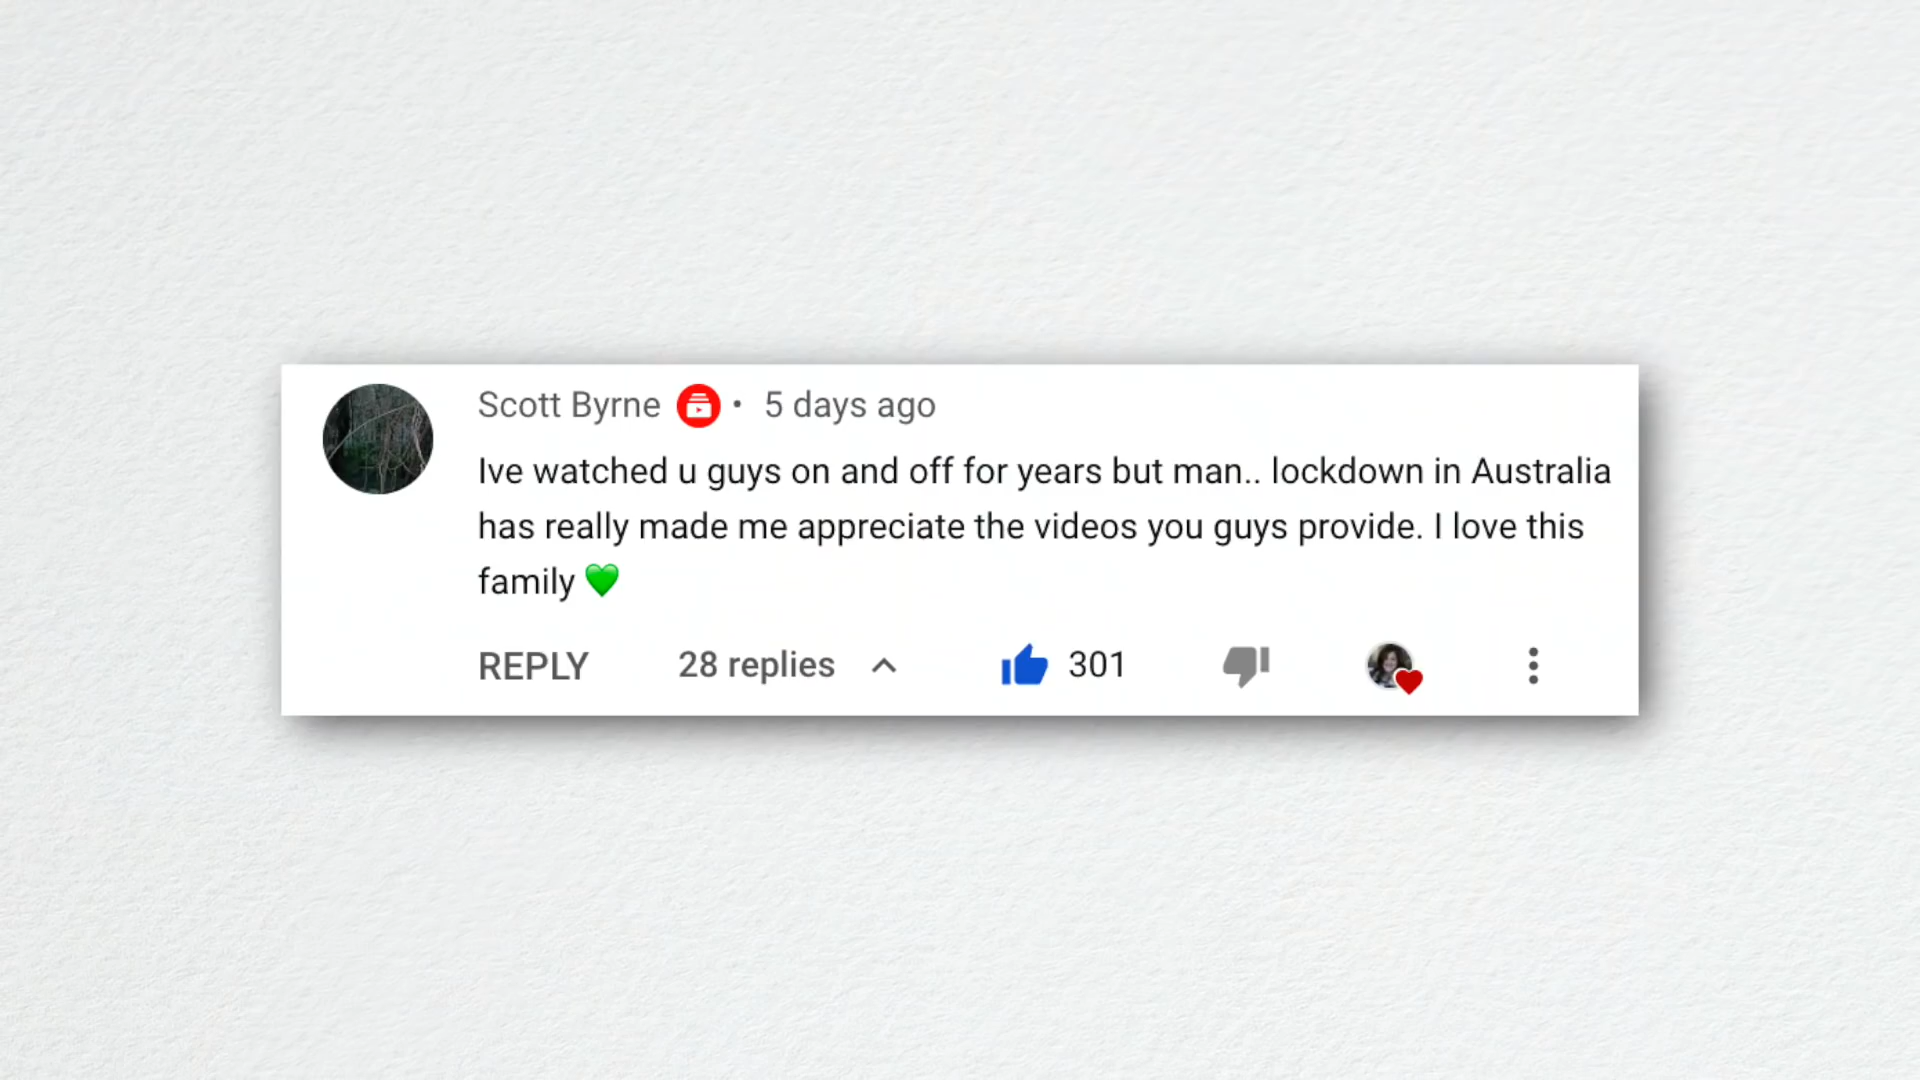 Scott Byrne • 5 days ago
Ive watched u guys on and off for years but man.. lockdown in Australia
has really made me appreciate the videos you guys provide. I love this
family 💚
REPLY 28 replies 301